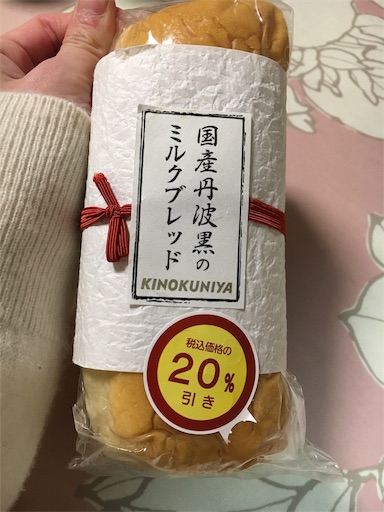 国産丹波黒の
ミルクブレッド
KINOKUNIYA
税込価格の
20%
引き